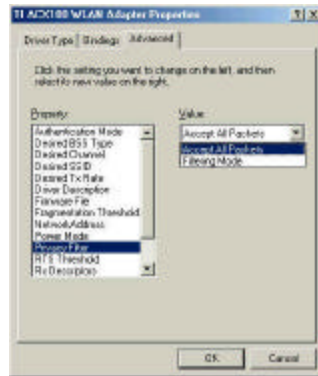 TI ACX100 WLAN Adapter Properties
Driver Type Bindings Advanced
Click the setting you want to change on the left, and then
select its new value on the right.
Property:
Value:
Authentication Mode
Desired BSS Type
Desired Channel
Desired SSID
Desired Tx Rate
Driver Description
Firmware File
Fragmentation Threshold
NetworkAddress
Power Mode
Privacy Filter
RTS Threshold
Rx Descriptors
Accept All Packets
Accept All Packets
Filtering Mode
OK Cancel